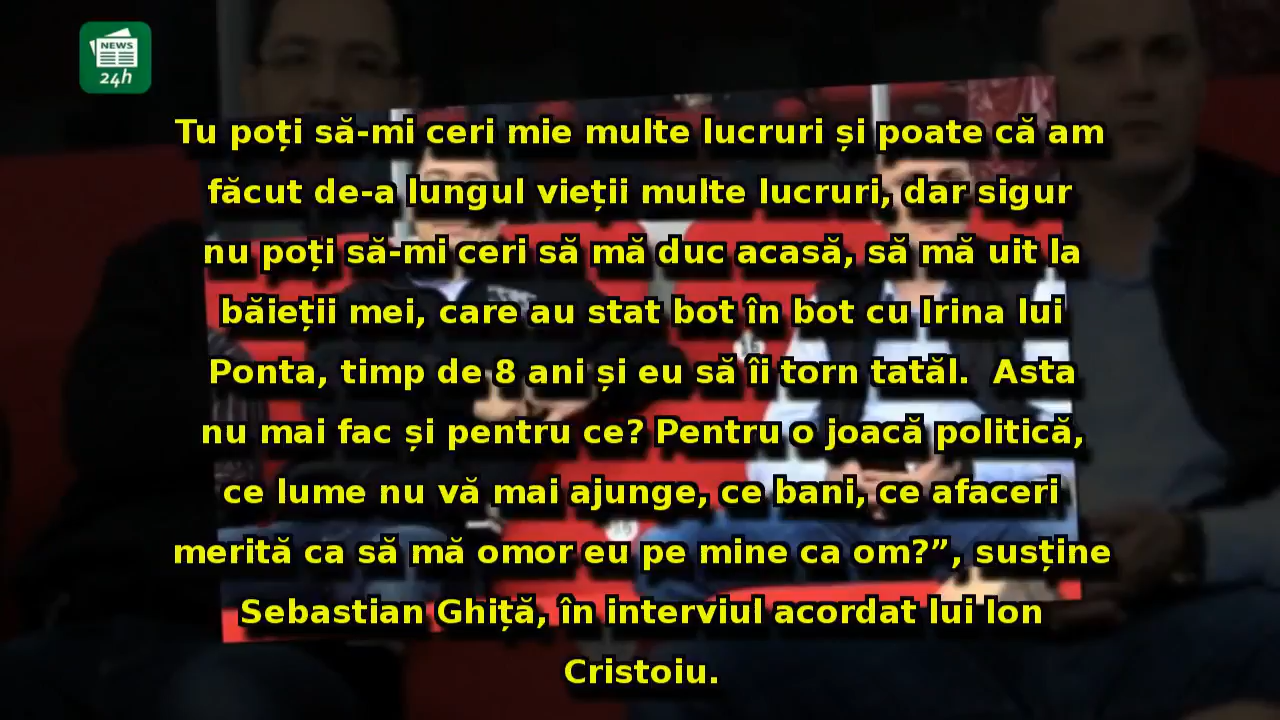 NEWS
24h
Tu poți să-mi ceri mie multe lucruri și poate că am
făcut de-a lungul vieții multe lucruri, dar sigur
nu poți să-mi ceri să mă duc acasă, să mă uit la
băieții mei, care au stat bot în bot cu Irina lui
Ponta, timp de 8 ani și eu să îi torn tatăl.  Asta
nu mai fac și pentru ce? Pentru o joacă politică,
ce lume nu vă mai ajunge, ce bani, ce afaceri
merită ca să mă omor eu pe mine ca om?”, susține
Sebastian Ghiță, în interviul acordat lui Ion
Cristoiu.